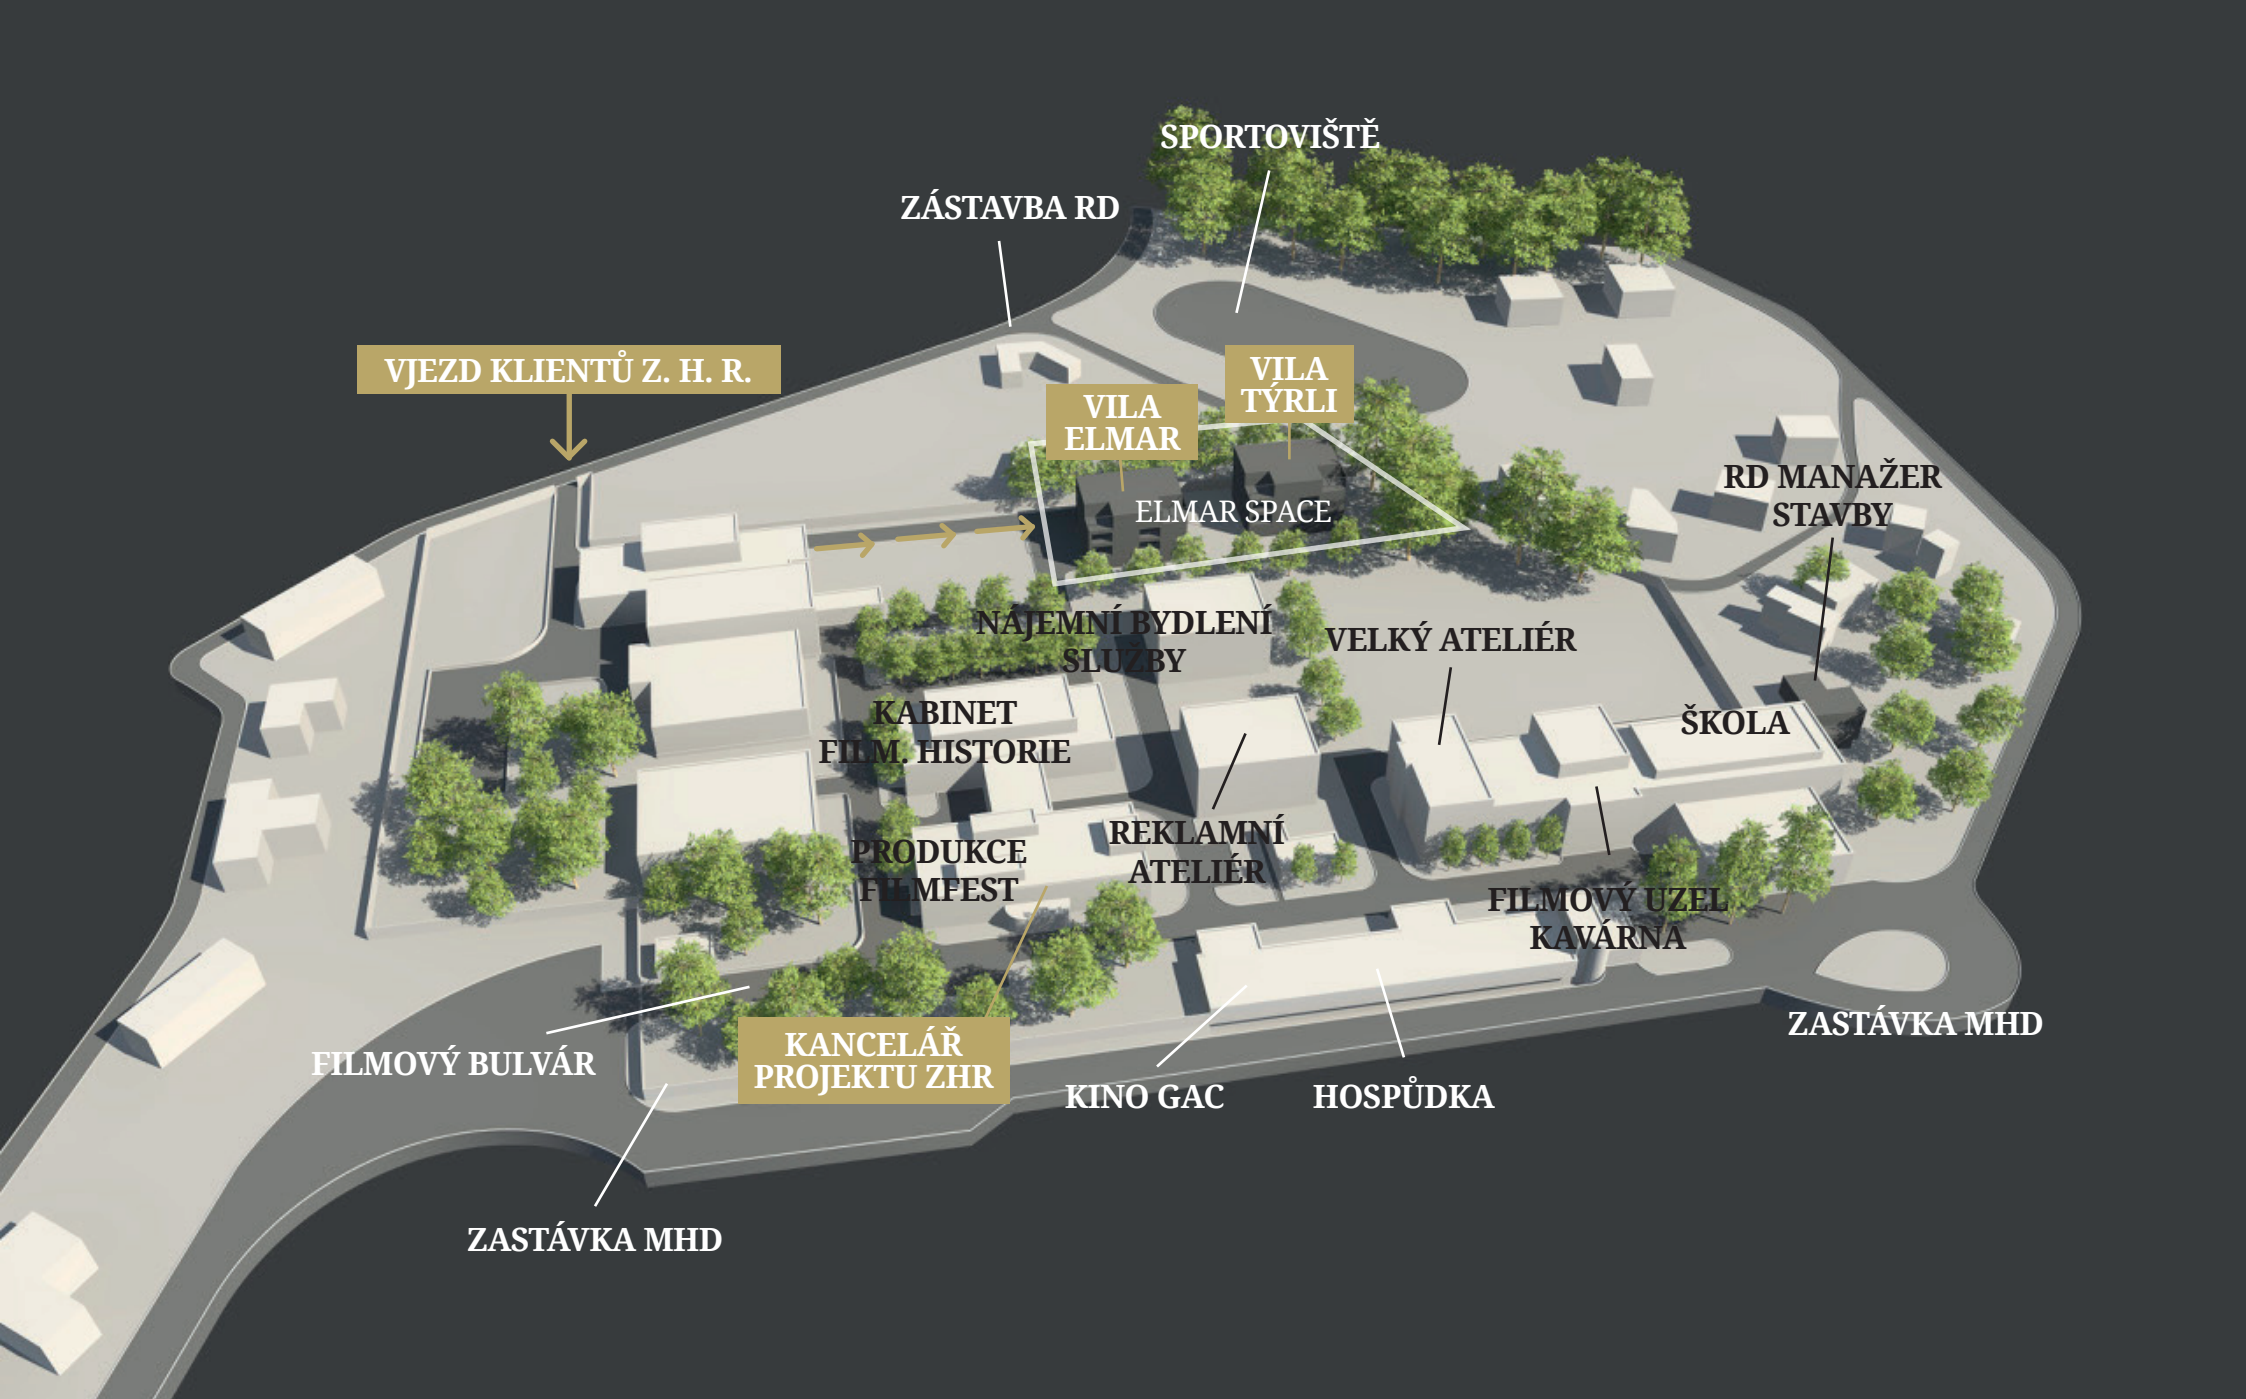 SPORTOVIŠTĚ
ZÁSTAVBA RD
VJEZD KLIENTŮ Z. H. R.
VILA
TÝRLI
VILA
ELMAR
ELMAR SPACE
RD MANAŽER
STAVBY
NÁJEMNÍ BYDLENÍ
SLUŽBY
VELKÝ ATELIÉR
KABINET
FILM. HISTORIE
ŠKOLA
PRODUKCE
FILMFEST
REKLAMNÍ
ATELIÉR
FILMOVÝ UZEL
KAVÁRNA
ZASTÁVKA MHD
FILMOVÝ BULVÁR
KANCELÁŘ
PROJEKTU ZHR
KINO GAC
HOSPŮDKA
ZASTÁVKA MHD